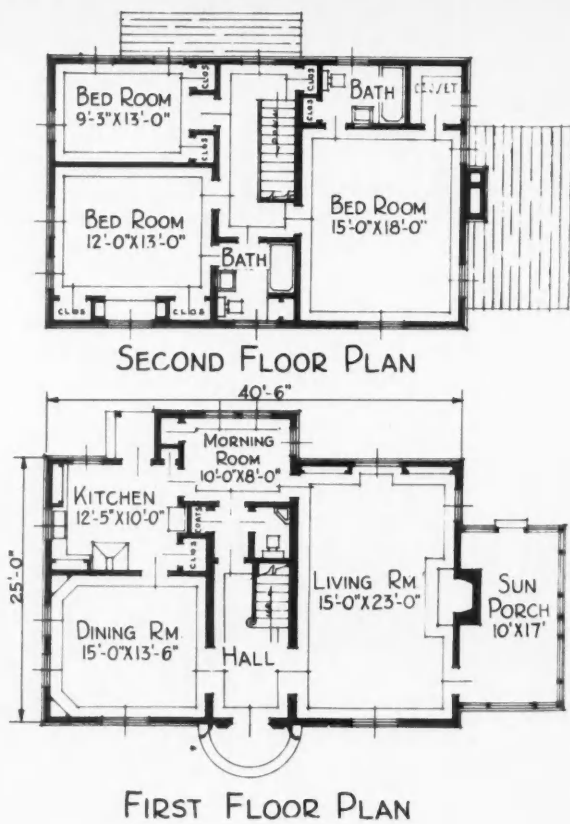 BED ROOM
9'-3"X13'-0"
CLOS
CLOS
DOWN
CLOS
CLOS
BATH
CLOSET
BED ROOM
12'-0"X13'-0"
BATH
BED ROOM
15'-0"X18'-0"
CLOS
CLOS
SECOND FLOOR PLAN
40'-6"
MORNING
ROOM
10'-0"X8'-0"
KITCHEN
12'-5"X10'-0"
COATS
CLOS
25'-0"
DINING RM
15'-0"X13'-6"
UP
HALL
LIVING RM
15'-0"X23'-0"
SUN
PORCH
10'X17'
FIRST FLOOR PLAN